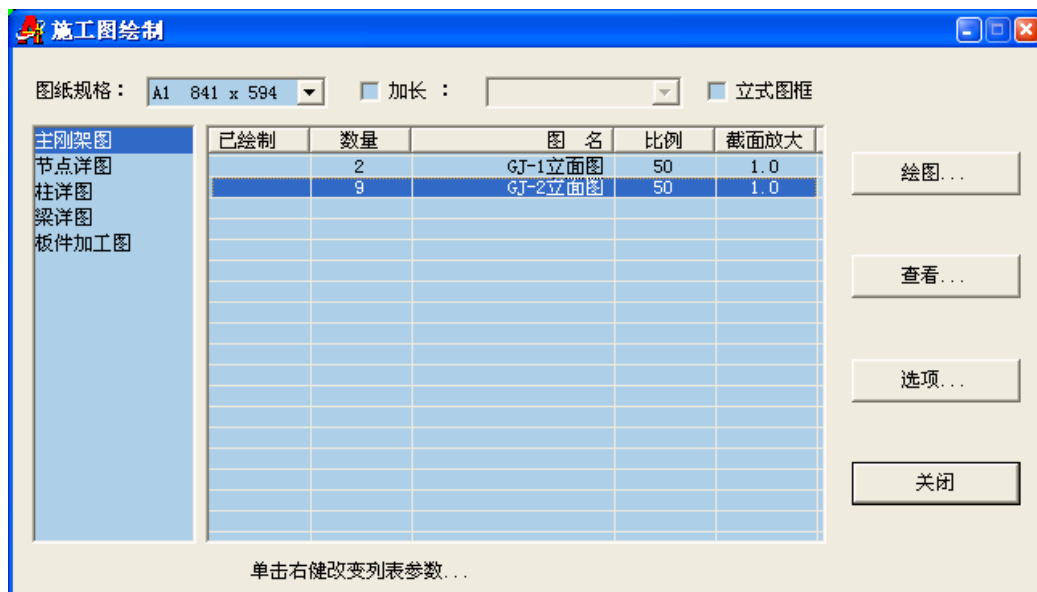 施工图绘制
图纸规格： A1 841 x 594 加长 ： 立式图框
主刚架图
节点详图
柱详图
梁详图
板件加工图
已绘制 数量 图 名 比例 截面放大
2 GJ-1立面图 50 1.0
9 GJ-2立面图 50 1.0
绘图...
查看...
选项...
关闭
单击右健改变列表参数...